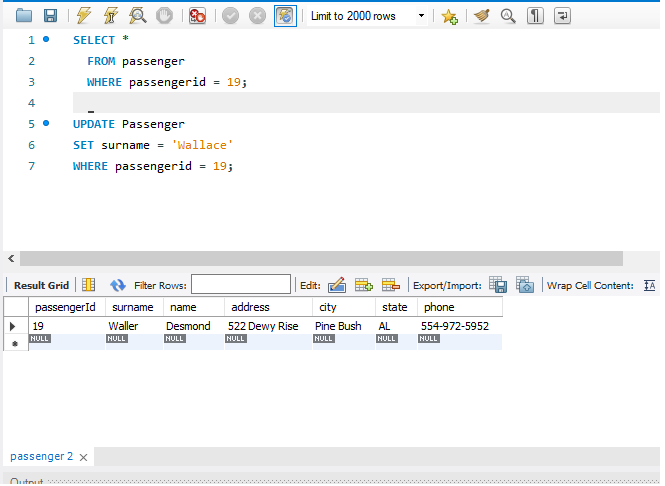 Limit to 2000 rows
1 SELECT *
2 FROM passenger
3 WHERE passengerid = 19;
4
5 UPDATE Passenger
6 SET surname = 'Wallace'
7 WHERE passengerid = 19;
Result Grid Filter Rows: Edit: Export/Import: Wrap Cell Content: IA
passengerId surname name address city state phone
19 Waller Desmond 522 Dewy Rise Pine Bush AL 554-972-5952
NULL NULL NULL NULL NULL NULL NULL
passenger 2
Output